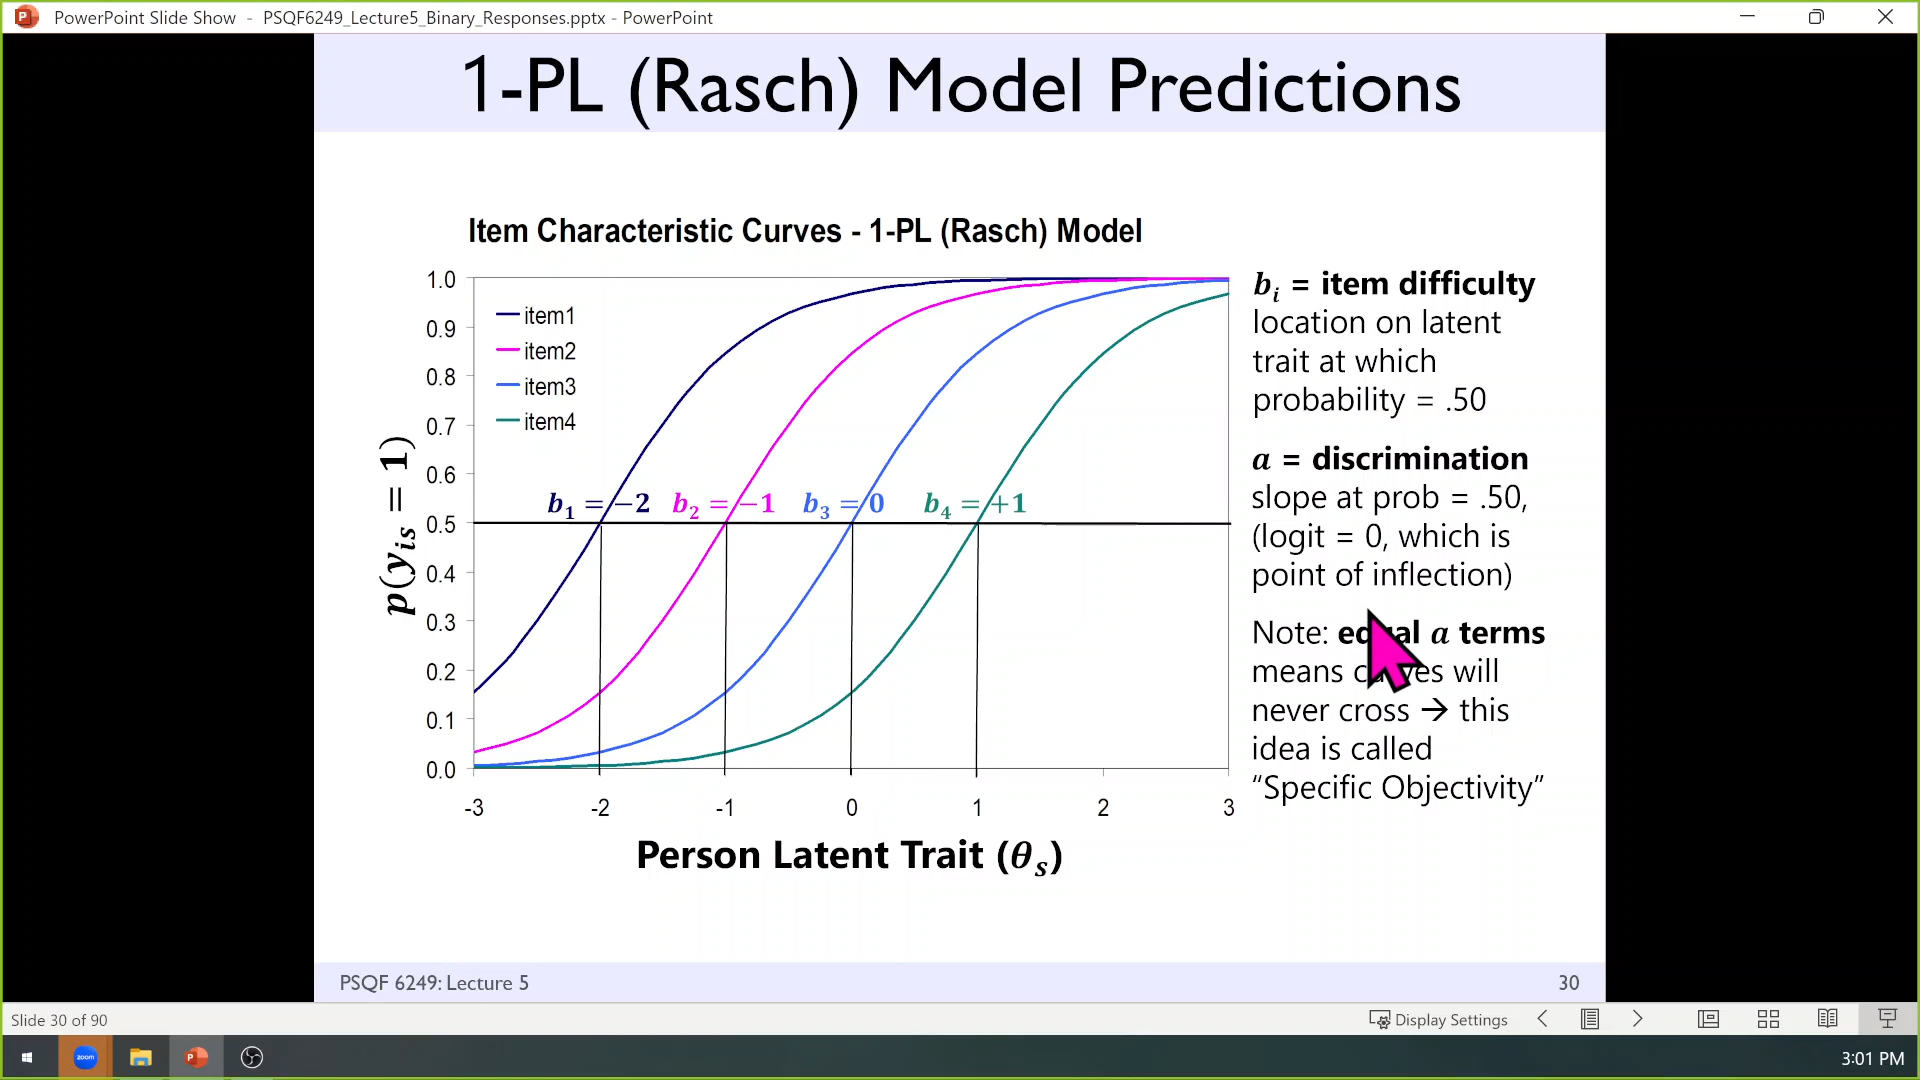 PowerPoint Slide Show - PSQF6249_Lecture5_Binary_Responses.pptx - PowerPoint
1-PL (Rasch) Model Predictions
Item Characteristic Curves - 1-PL (Rasch) Model
1.0
0.9
0.8
0.7
0.6
0.5
0.4
0.3
0.2
0.1
0.0
item1
item2
item3
item4
b₁ = −2 b₂ = −1 b₃ = 0 b₄ = +1
p(yᵢₛ = 1)
-3 -2 -1 0 1 2 3
Person Latent Trait (θₛ)
bᵢ = item difficulty
location on latent
trait at which
probability = .50
a = discrimination
slope at prob = .50,
(logit = 0, which is
point of inflection)
Note: equal a terms
means curves will
never cross → this
idea is called
“Specific Objectivity”
PSQF 6249: Lecture 5
30
Slide 30 of 90
Display Settings
zoom
3:01 PM